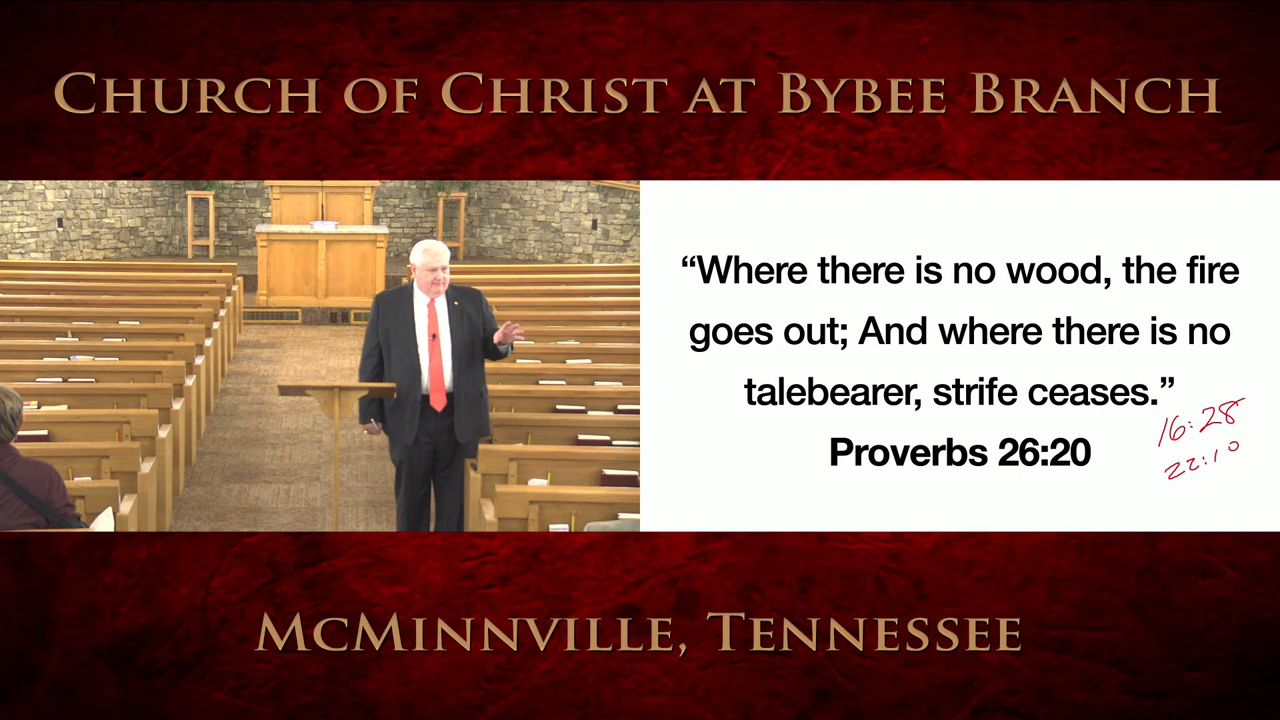 CHURCH OF CHRIST AT BYBEE BRANCH
“Where there is no wood, the fire
goes out; And where there is no
talebearer, strife ceases.”
Proverbs 26:20
16:28
22:10
MCMINNVILLE, TENNESSEE